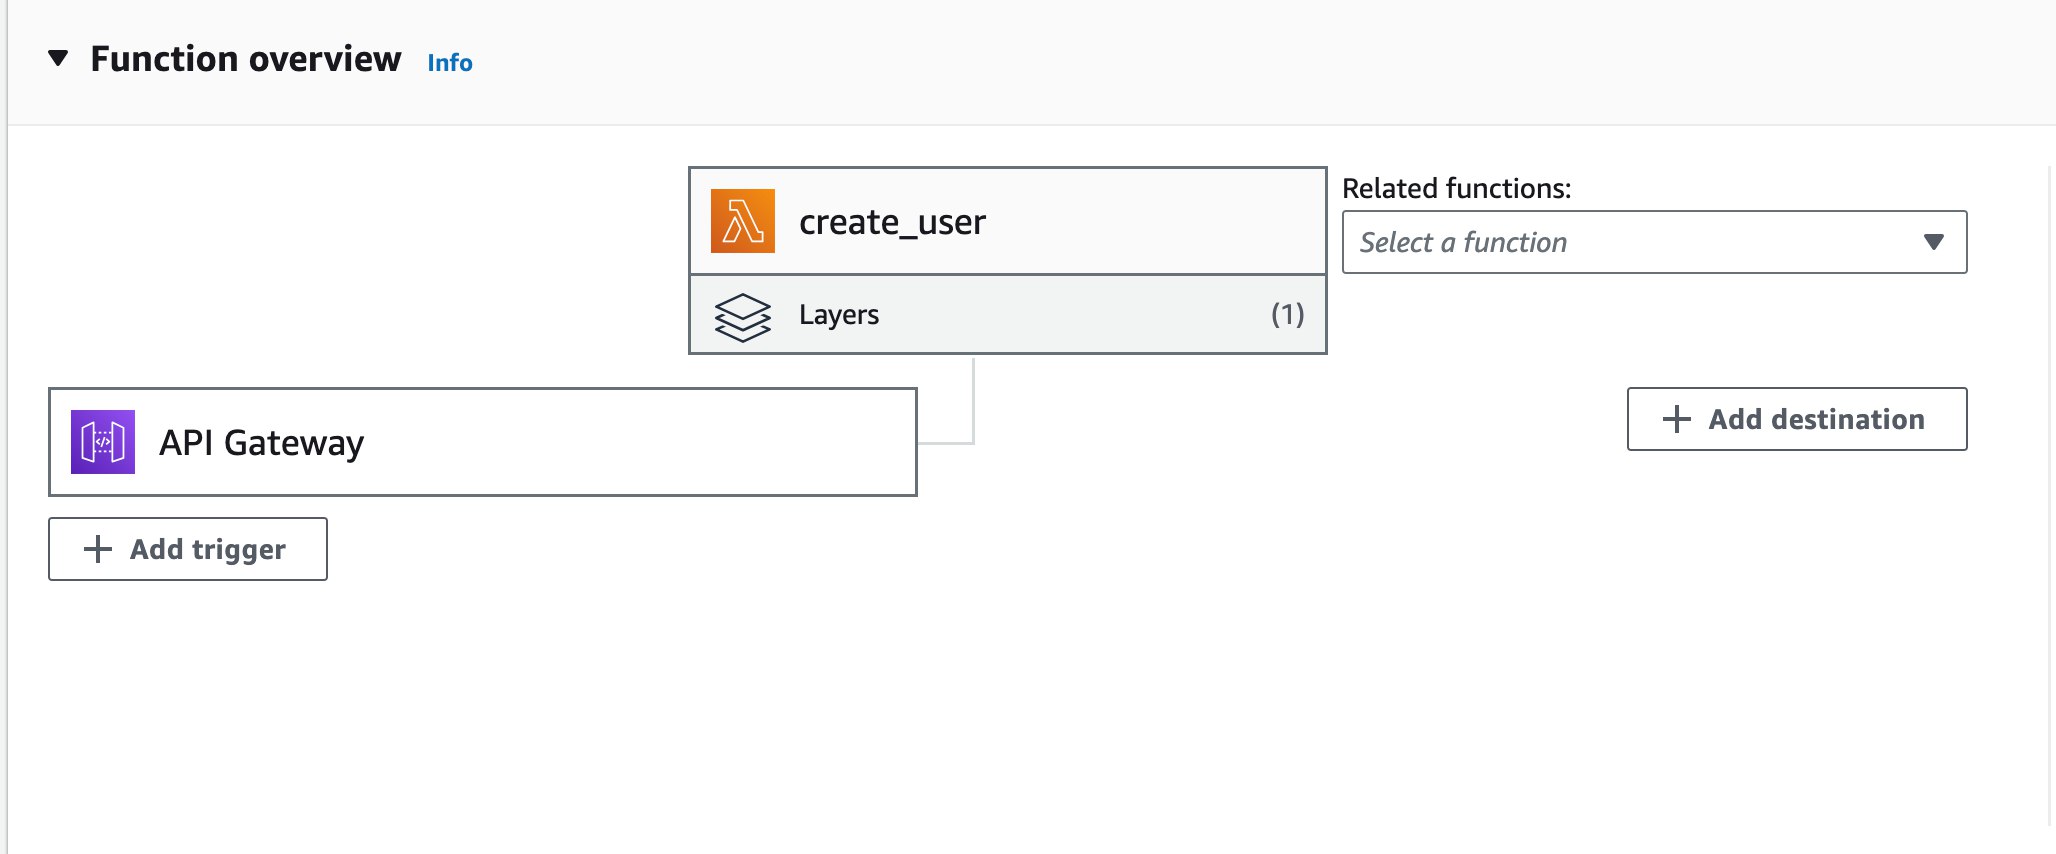 Function overview Info
create_user
Related functions:
Select a function
Layers (1)
API Gateway
Add destination
Add trigger